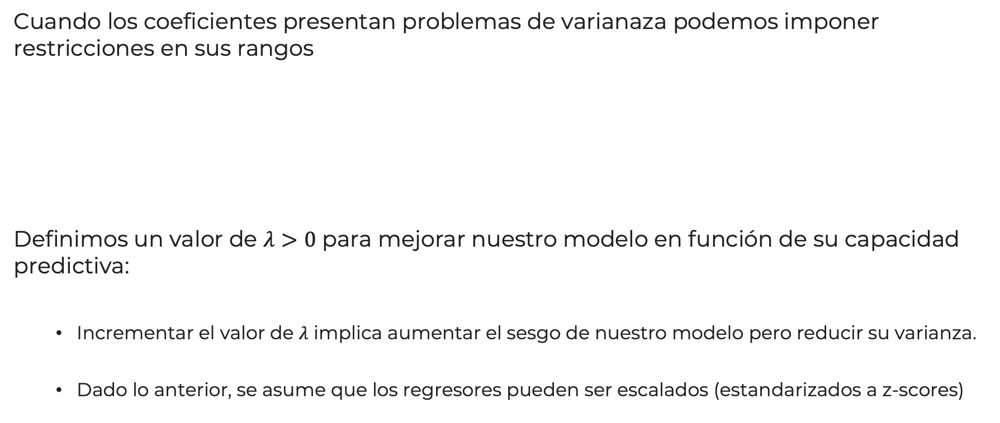 Cuando los coeficientes presentan problemas de varianaza podemos imponer
restricciones en sus rangos
Definimos un valor de λ > 0 para mejorar nuestro modelo en función de su capacidad
predictiva:
• Incrementar el valor de λ implica aumentar el sesgo de nuestro modelo pero reducir su varianza.
• Dado lo anterior, se asume que los regresores pueden ser escalados (estandarizados a z-scores)